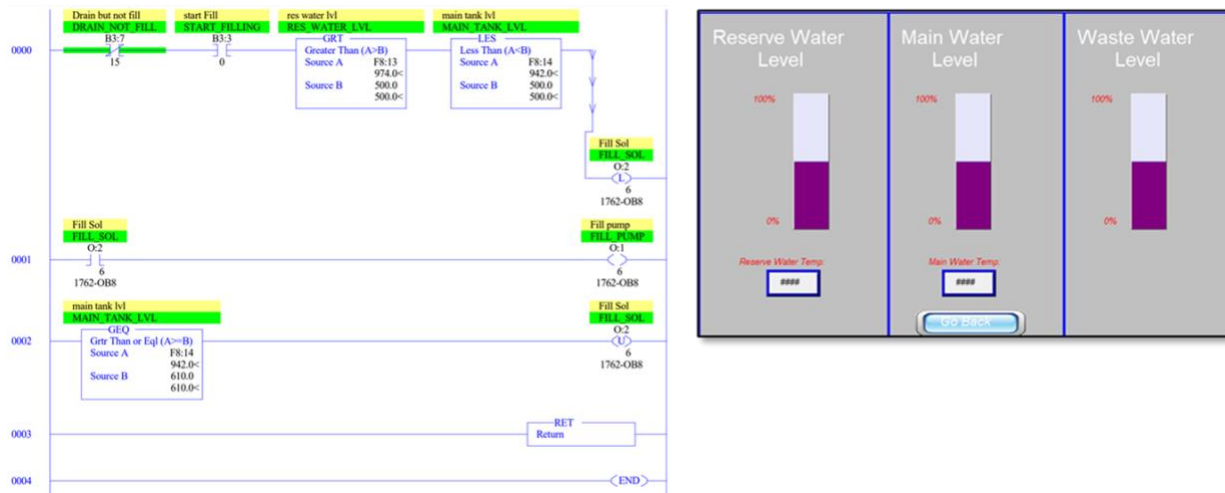 Drain but not fill
DRAIN_NOT_FILL
B3:7
15
start Fill
START_FILLING
B3:3
0
res water lvl
RES_WATER_LVL
GRT
Greater Than (A>B)
Source A F8:13
974.0<
Source B 500.0
500.0<
main tank lvl
MAIN_TANK_LVL
LES
Less Than (A<B)
Source A F8:14
942.0<
Source B 500.0
500.0<
0000
Fill Sol
FILL_SOL
O:2
L
6
1762-OB8
Fill Sol
FILL_SOL
O:2
6
1762-OB8
0001
Fill pump
FILL_PUMP
O:1
6
1762-OB8
main tank lvl
MAIN_TANK_LVL
GEQ
Grtr Than or Eql (A>=B)
Source A F8:14
942.0<
Source B 610.0
610.0<
0002
Fill Sol
FILL_SOL
O:2
U
6
1762-OB8
0003
RET
Return
0004
END
Reserve Water
Level
100%
0%
Reserve Water Temp:
####
Main Water
Level
100%
0%
Main Water Temp:
####
Go Back
Waste Water
Level
100%
0%